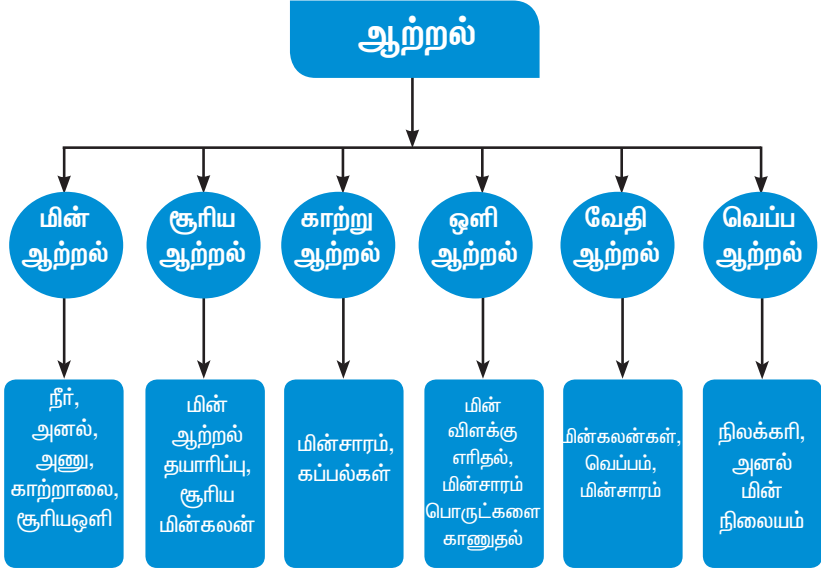 ஆற்றல்
மின்
ஆற்றல்
சூரிய
ஆற்றல்
காற்று
ஆற்றல்
ஒளி
ஆற்றல்
வேதி
ஆற்றல்
வெப்ப
ஆற்றல்
நீர்,
அனல்,
அணு,
காற்றாலை,
சூரியஒளி
மின்
ஆற்றல்
தயாரிப்பு,
சூரிய
மின்கலன்
மின்சாரம்,
கப்பல்கள்
மின்
விளக்கு
எரிதல்,
மின்சாரம்
பொருட்களை
காணுதல்
மின்கலன்கள்,
வெப்பம்,
மின்சாரம்
நிலக்கரி,
அனல்
மின்
நிலையம்